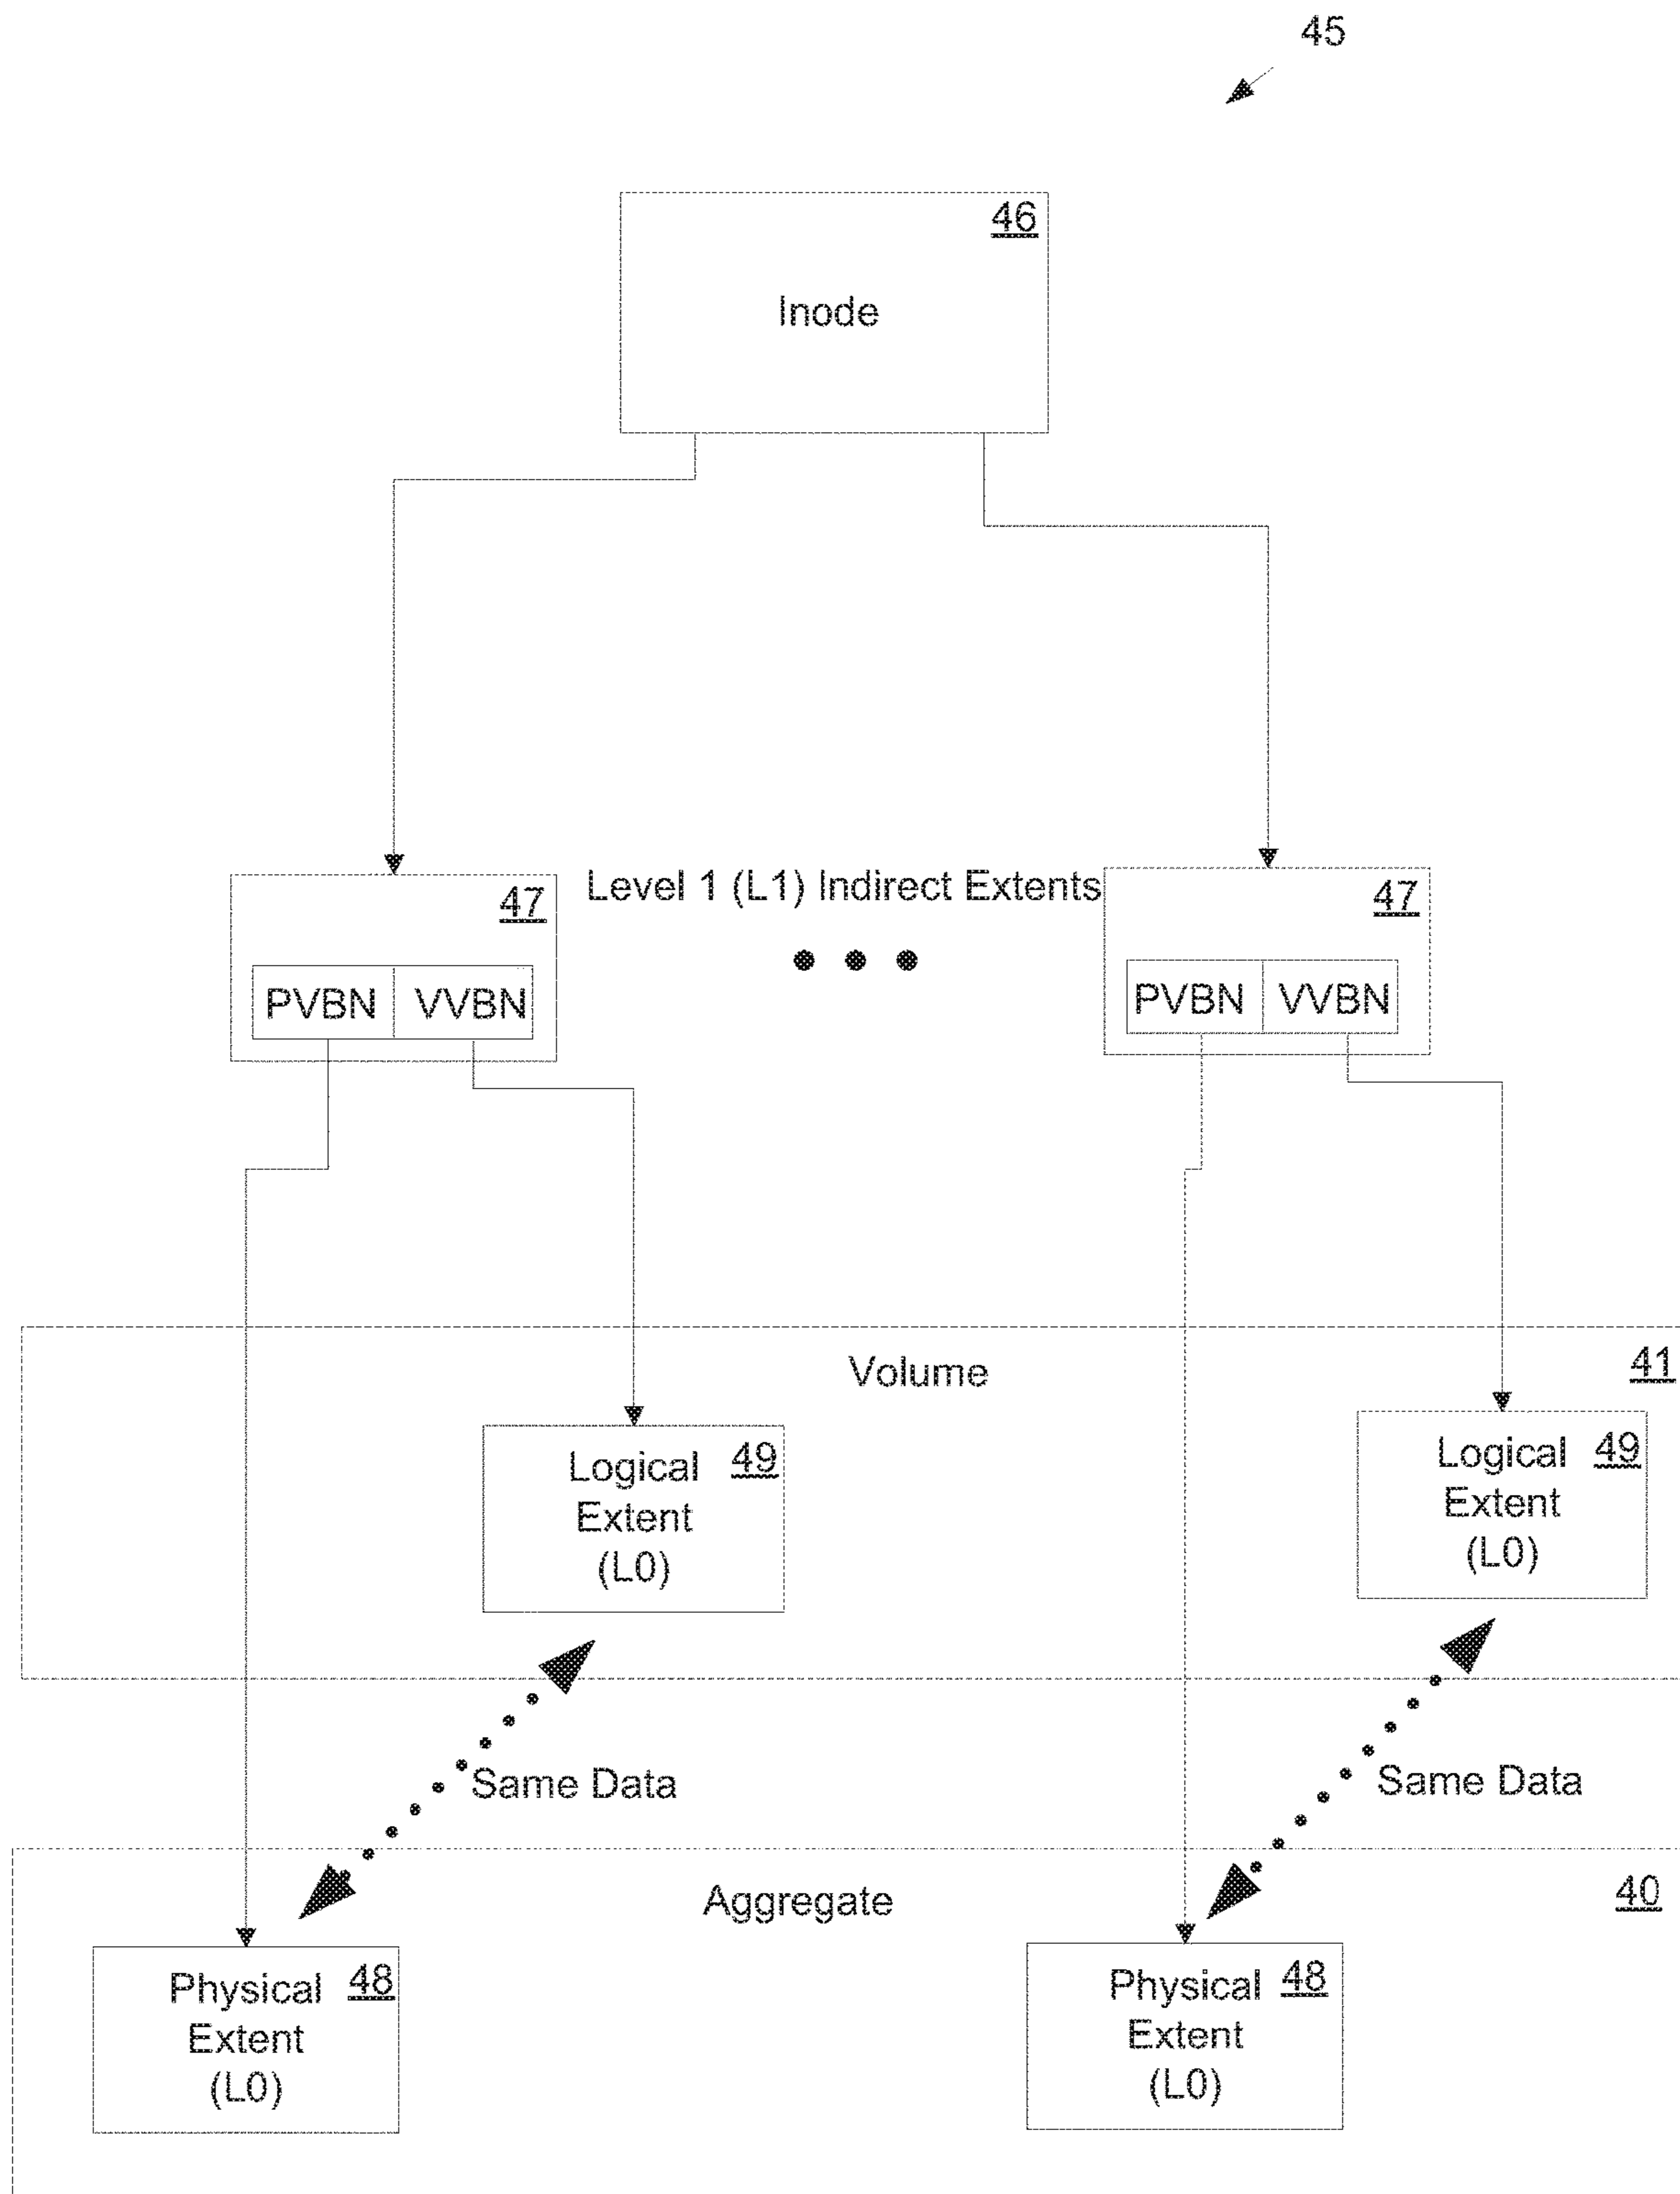 45
46
Inode
47
Level 1 (L1) Indirect Extents
47
PVBN VVBN
PVBN VVBN
Volume
41
Logical
Extent
(L0)
49
Logical
Extent
(L0)
49
Same Data
Same Data
Aggregate
40
Physical
Extent
(L0)
48
Physical
Extent
(L0)
48